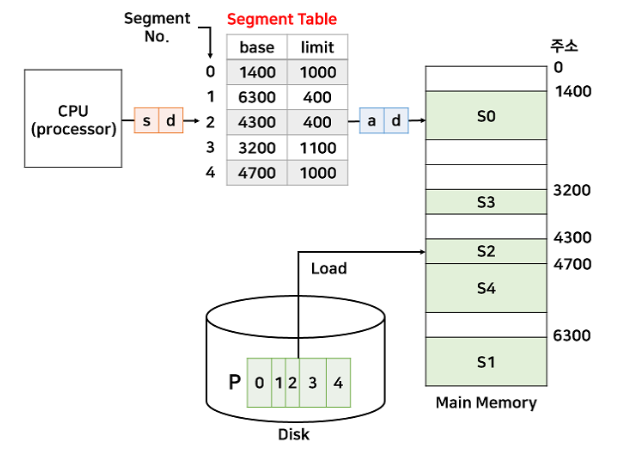 Segment
No.
Segment Table
base limit
0 1400 1000
1 6300 400
2 4300 400
3 3200 1100
4 4700 1000
CPU
(processor)
s d
a d
주소
0
1400
S0
3200
S3
4300
S2
4700
S4
6300
S1
Main Memory
Load
P 0 1 2 3 4
Disk